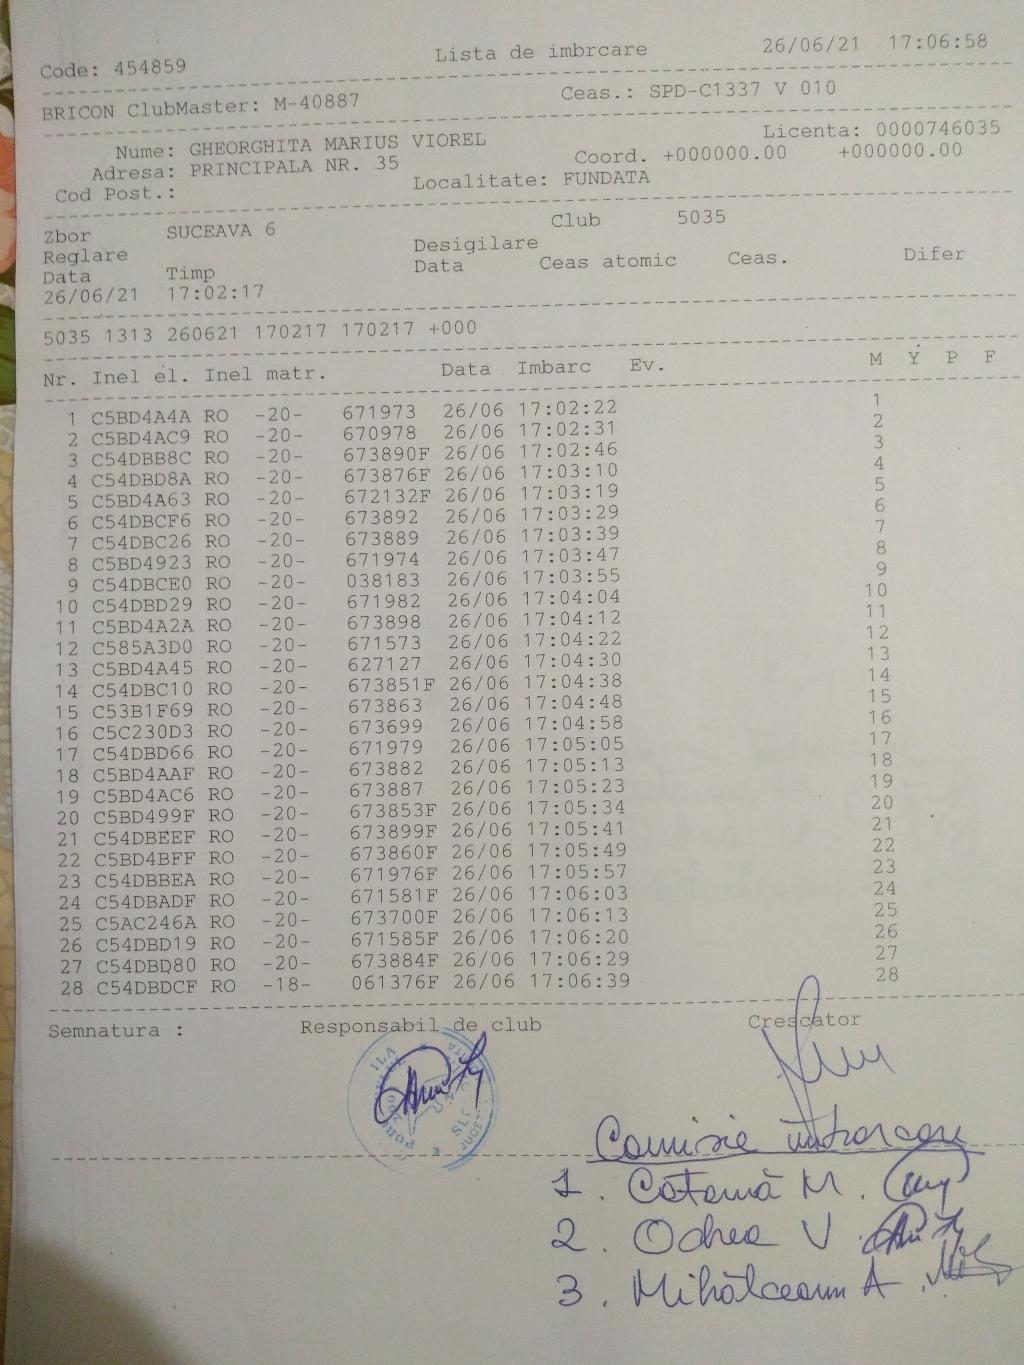 Code: 454859 Lista de imbrcare 26/06/21 17:06:58
BRICON ClubMaster: M-40887 Ceas.: SPD-C1337 V 010
Nume: GHEORGHITA MARIUS VIOREL Licenta: 0000746035
Adresa: PRINCIPALA NR. 35 Coord. +000000.00 +000000.00
Cod Post.: Localitate: FUNDATA
Zbor SUCEAVA 6 Club 5035
Reglare Desigilare
Data Timp Data Ceas atomic Ceas. Difer
26/06/21 17:02:17
5035 1313 260621 170217 170217 +000
Nr. Inel el. Inel matr. Data Imbarc Ev. M Y P F
1 C5BD4A4A RO -20- 671973 26/06 17:02:22 1
2 C5BD4AC9 RO -20- 670978 26/06 17:02:31 2
3 C54DBB8C RO -20- 673890F 26/06 17:02:46 3
4 C54DBD8A RO -20- 673876F 26/06 17:03:10 4
5 C5BD4A63 RO -20- 672132F 26/06 17:03:19 5
6 C54DBCF6 RO -20- 673892 26/06 17:03:29 6
7 C54DBC26 RO -20- 673889 26/06 17:03:39 7
8 C5BD4923 RO -20- 671974 26/06 17:03:47 8
9 C54DBCE0 RO -20- 038183 26/06 17:03:55 9
10 C54DBD29 RO -20- 671982 26/06 17:04:04 10
11 C5BD4A2A RO -20- 673898 26/06 17:04:12 11
12 C585A3D0 RO -20- 671573 26/06 17:04:22 12
13 C5BD4A45 RO -20- 627127 26/06 17:04:30 13
14 C54DBC10 RO -20- 673851F 26/06 17:04:38 14
15 C53B1F69 RO -20- 673863 26/06 17:04:48 15
16 C5C230D3 RO -20- 673699 26/06 17:04:58 16
17 C54DBD66 RO -20- 671979 26/06 17:05:05 17
18 C5BD4AAF RO -20- 673882 26/06 17:05:13 18
19 C5BD4AC6 RO -20- 673887 26/06 17:05:23 19
20 C5BD499F RO -20- 673853F 26/06 17:05:34 20
21 C54DBEEF RO -20- 673899F 26/06 17:05:41 21
22 C5BD4BFF RO -20- 673860F 26/06 17:05:49 22
23 C54DBBEA RO -20- 671976F 26/06 17:05:57 23
24 C54DBADF RO -20- 671581F 26/06 17:06:03 24
25 C5AC246A RO -20- 673700F 26/06 17:06:13 25
26 C54DBD19 RO -20- 671585F 26/06 17:06:20 26
27 C54DBD80 RO -20- 673884F 26/06 17:06:29 27
28 C54DBDCF RO -18- 061376F 26/06 17:06:39 28
Semnatura : Responsabil de club Crescator
Comisie imbarcare
1. Catană M.
2. Odrea V
3. Mihălceanu A.